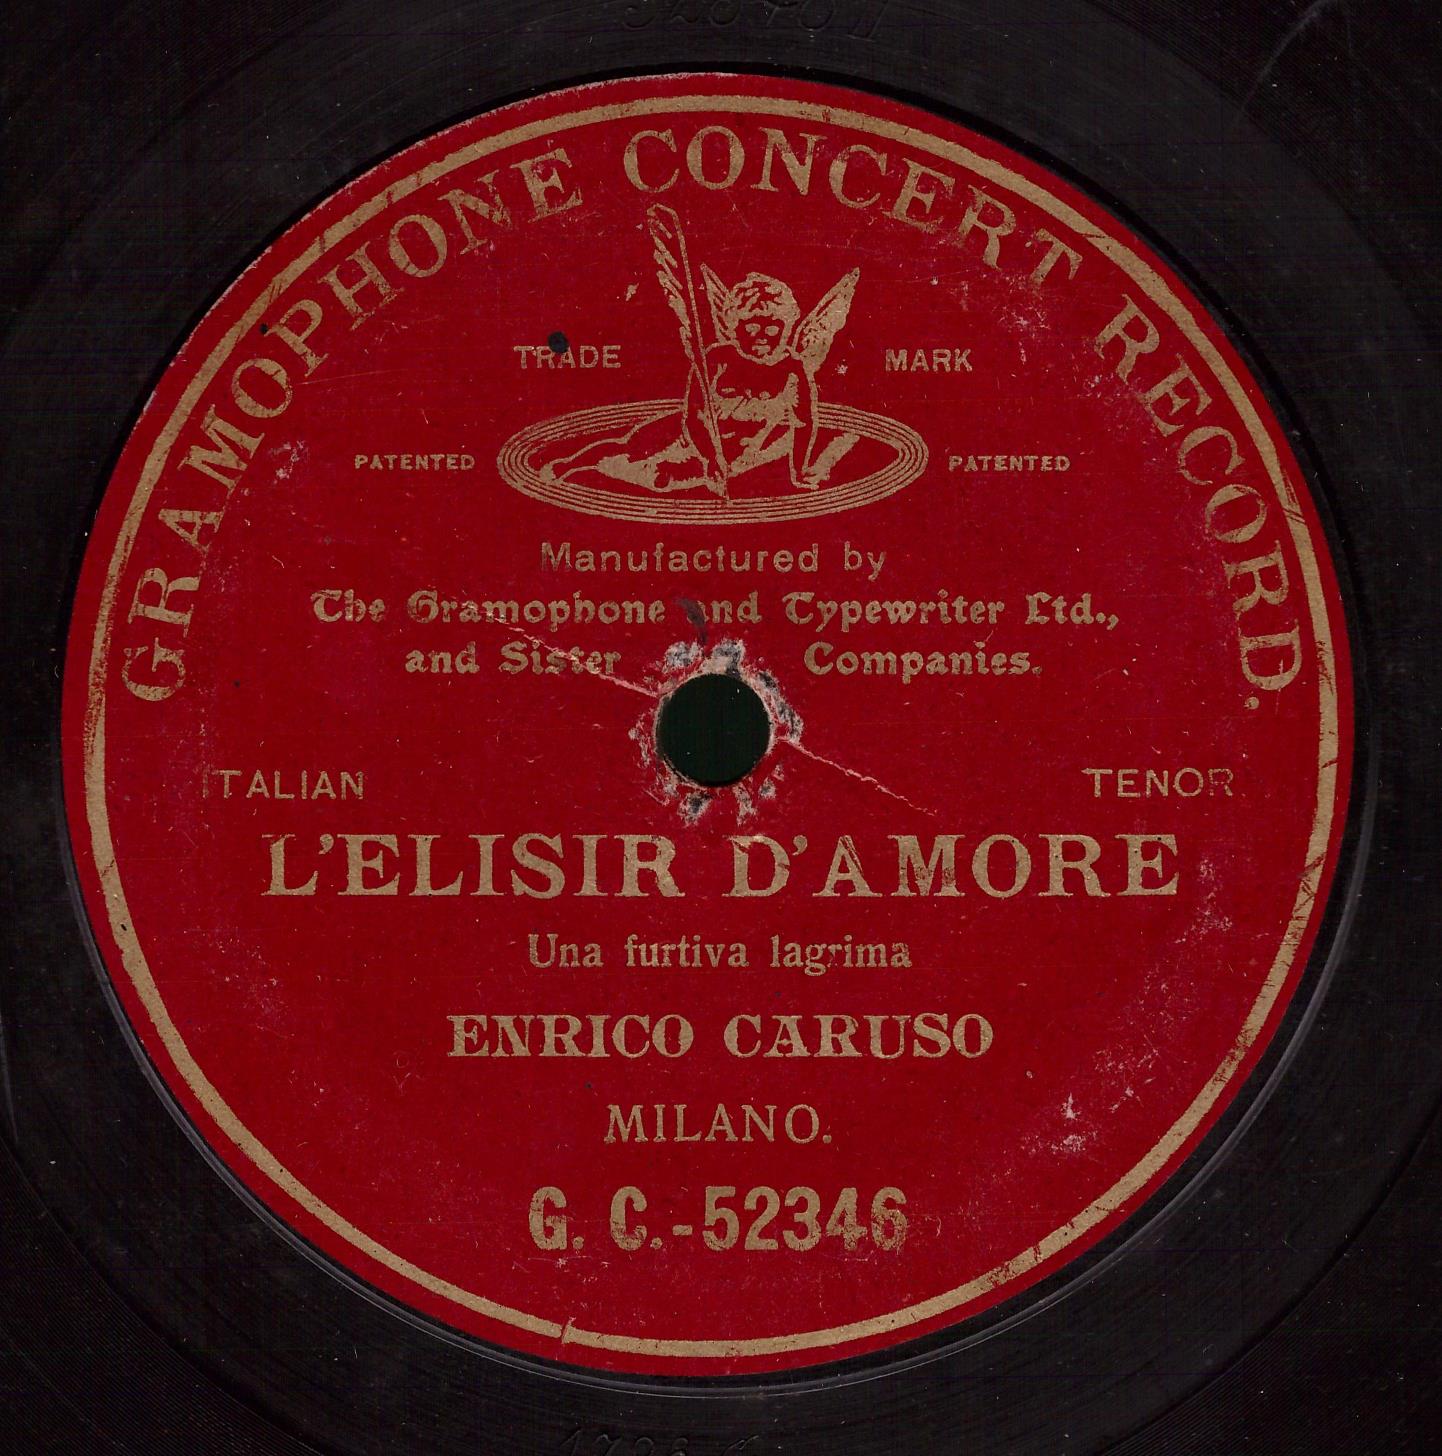 GRAMOPHONE CONCERT RECORD.
TRADE MARK
PATENTED PATENTED
Manufactured by
The Gramophone and Typewriter Ltd.,
and Sister Companies.
ITALIAN TENOR
L'ELISIR D'AMORE
Una furtiva lagrima
ENRICO CARUSO
MILANO.
G. C.-52346